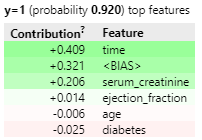 y=1 (probability 0.920) top features
Contribution? Feature
+0.409 time
+0.321 <BIAS>
+0.206 serum_creatinine
+0.014 ejection_fraction
-0.006 age
-0.025 diabetes